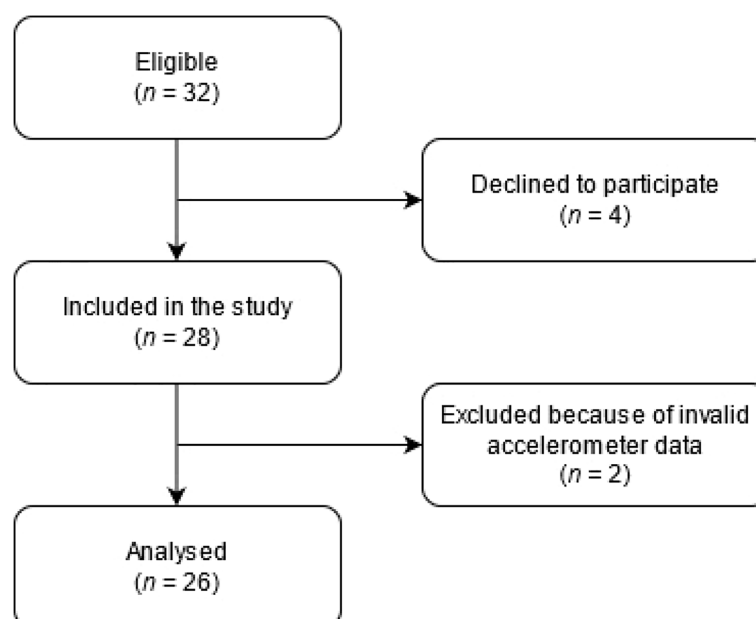 Eligible
(n = 32)
Declined to participate
(n = 4)
Included in the study
(n = 28)
Excluded because of invalid
accelerometer data
(n = 2)
Analysed
(n = 26)